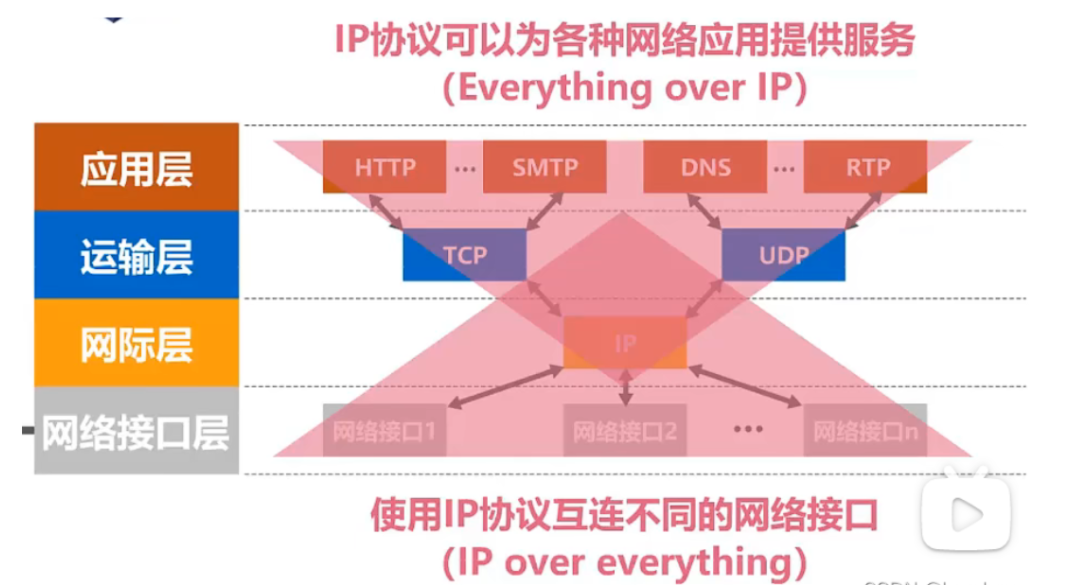 IP协议可以为各种网络应用提供服务
(Everything over IP)
应用层
HTTP ... SMTP DNS ... RTP
运输层
TCP UDP
网际层
IP
网络接口层
网络接口1 网络接口2 ... 网络接口n
使用IP协议互连不同的网络接口
(IP over everything)